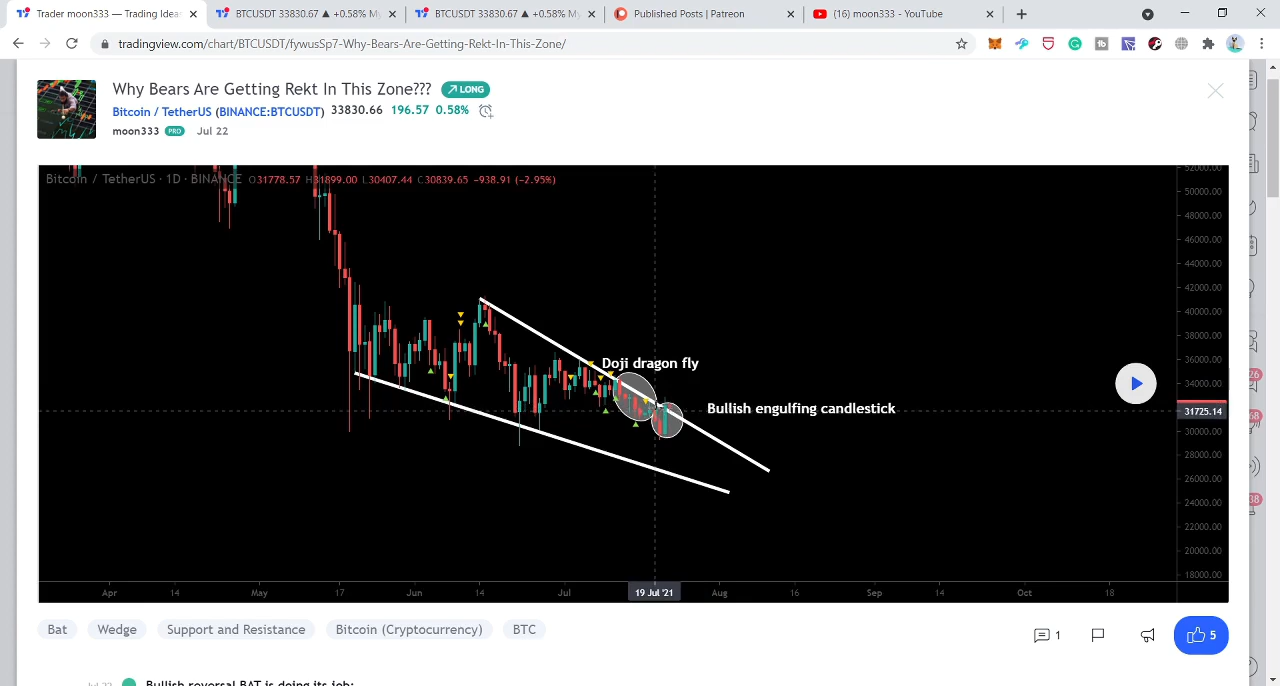 Trader moon333 — Trading Ideas
BTCUSDT 33830.67 ▲ +0.58%
BTCUSDT 33830.67 ▲ +0.58%
Published Posts | Patreon
(16) moon333 - YouTube
tradingview.com/chart/BTCUSDT/fywusSp7-Why-Bears-Are-Getting-Rekt-In-This-Zone/
Why Bears Are Getting Rekt In This Zone??? LONG
Bitcoin / TetherUS (BINANCE:BTCUSDT) 33830.66 196.57 0.58%
moon333 PRO Jul 22
Bitcoin / TetherUS · 1D · BINANCE O31778.57 H31899.00 L30407.44 C30839.65 -938.91 (-2.95%)
52000.00
50000.00
48000.00
46000.00
44000.00
42000.00
40000.00
38000.00
36000.00
34000.00
31725.14
30000.00
28000.00
26000.00
24000.00
22000.00
20000.00
18000.00
Doji dragon fly
Bullish engulfing candlestick
Apr 14 May 17 Jun 14 Jul 19 Jul '21 Aug 16 Sep 14 Oct 18
Bat Wedge Support and Resistance Bitcoin (Cryptocurrency) BTC
1 5
Jul 22 Bullish reversal BAT is doing its job: